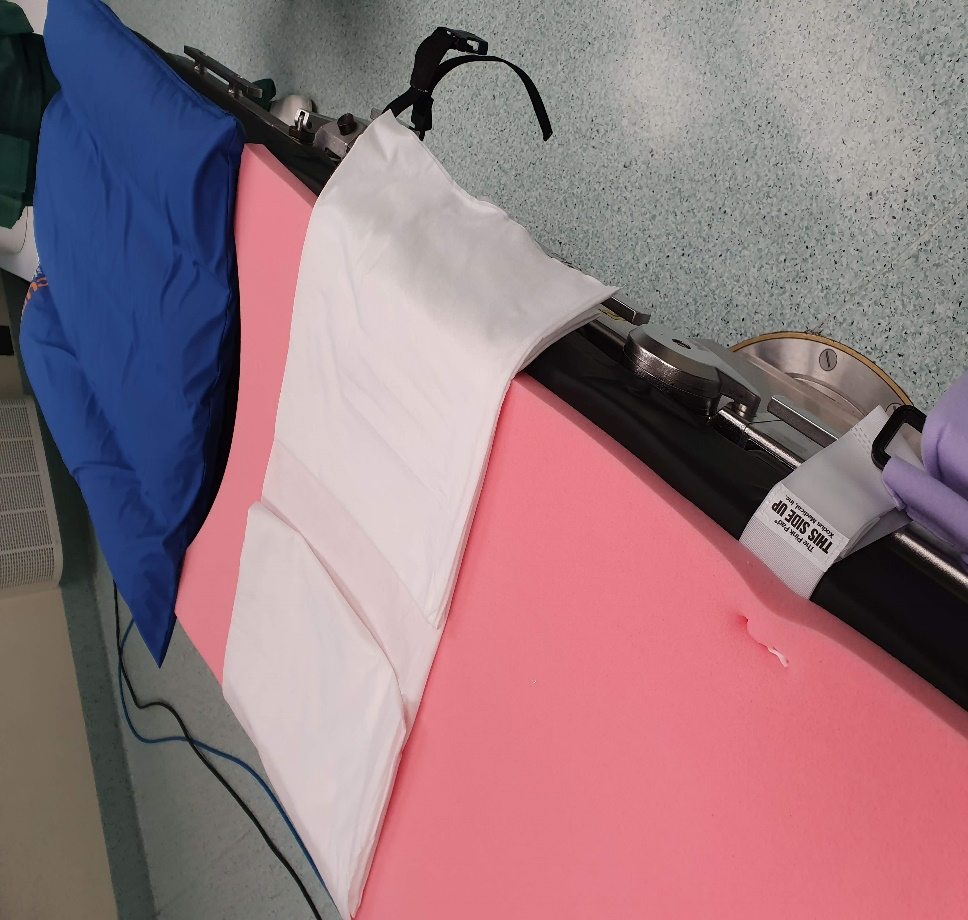 The Pink Pad®
THIS SIDE UP
Xodus Medical, Inc.